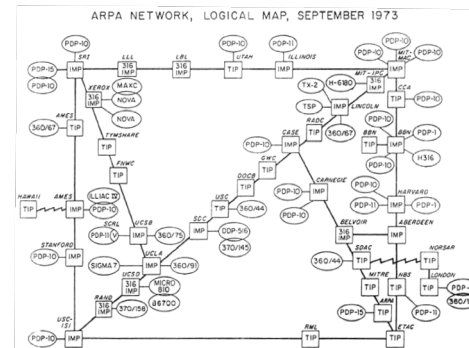 ARPA NETWORK, LOGICAL MAP, SEPTEMBER 1973
PDP-10
PDP-11
PDP-10
PDP-10
PDP-15
PDP-10
SRI
IMP
LLL
316
IMP
LBL
316
IMP
UTAH
TIP
ILLINOIS
IMP
MIT-MAC
IMP
PDP-10
XEROX
316
IMP
MAXC
NOVA
NOVA
TX-2
H-6180
MIT-IPC
316
IMP
CCA
TIP
TSP
IMP
LINCOLN
360/67
AMES
TIP
360/67
TYMSHARE
TIP
RADC
TIP
CASE
IMP
PDP-10
BBN
TIP
BBN
IMP
PDP-1
PDP-10
H316
FNWC
TIP
GWC
TIP
DOCB
TIP
USC
TIP
360/44
CARNEGIE
IMP
PDP-10
PDP-10
PDP-10
PDP-11
HARVARD
IMP
PDP-1
HAWAII
TIP
AMES
IMP
ILLIAC IV
PDP-10
SCRL
PDP-11
UCSB
IMP
360/75
SDC
IMP
DDP-516
370/145
BELVOIR
316
IMP
ABERDEEN
IMP
STANFORD
IMP
PDP-10
UCLA
IMP
SIGMA 7
360/91
360/44
SDAC
TIP
NORSAR
TIP
UCSD
316
IMP
MICRO
810
B6700
MITRE
TIP
NBS
TIP
PDP-11
LONDON
TIP
RAND
316
IMP
370/158
USC-ISI
IMP
PDP-10
PDP-15
ARPA
TIP
RML
TIP
ETAC
TIP